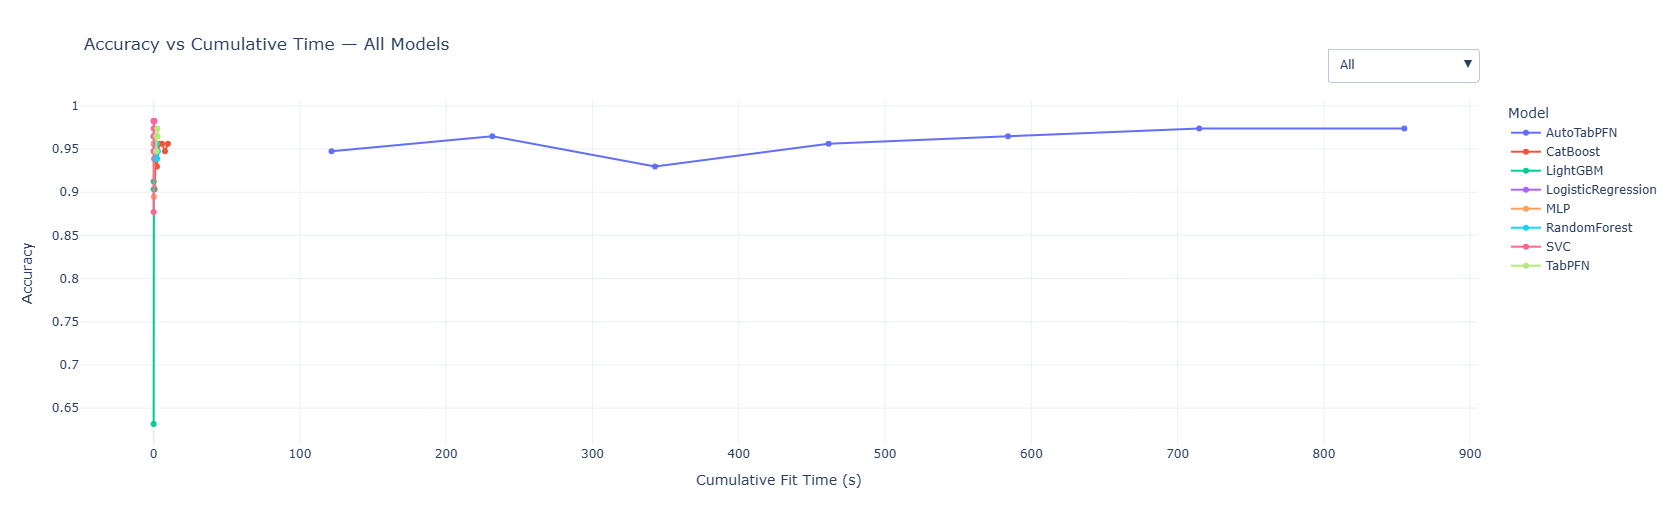 Accuracy vs Cumulative Time — All Models
All ▼
1
0.95
0.9
0.85
0.8
0.75
0.7
0.65
Accuracy
0
100
200
300
400
500
600
700
800
900
Cumulative Fit Time (s)
Model
AutoTabPFN
CatBoost
LightGBM
LogisticRegression
MLP
RandomForest
SVC
TabPFN